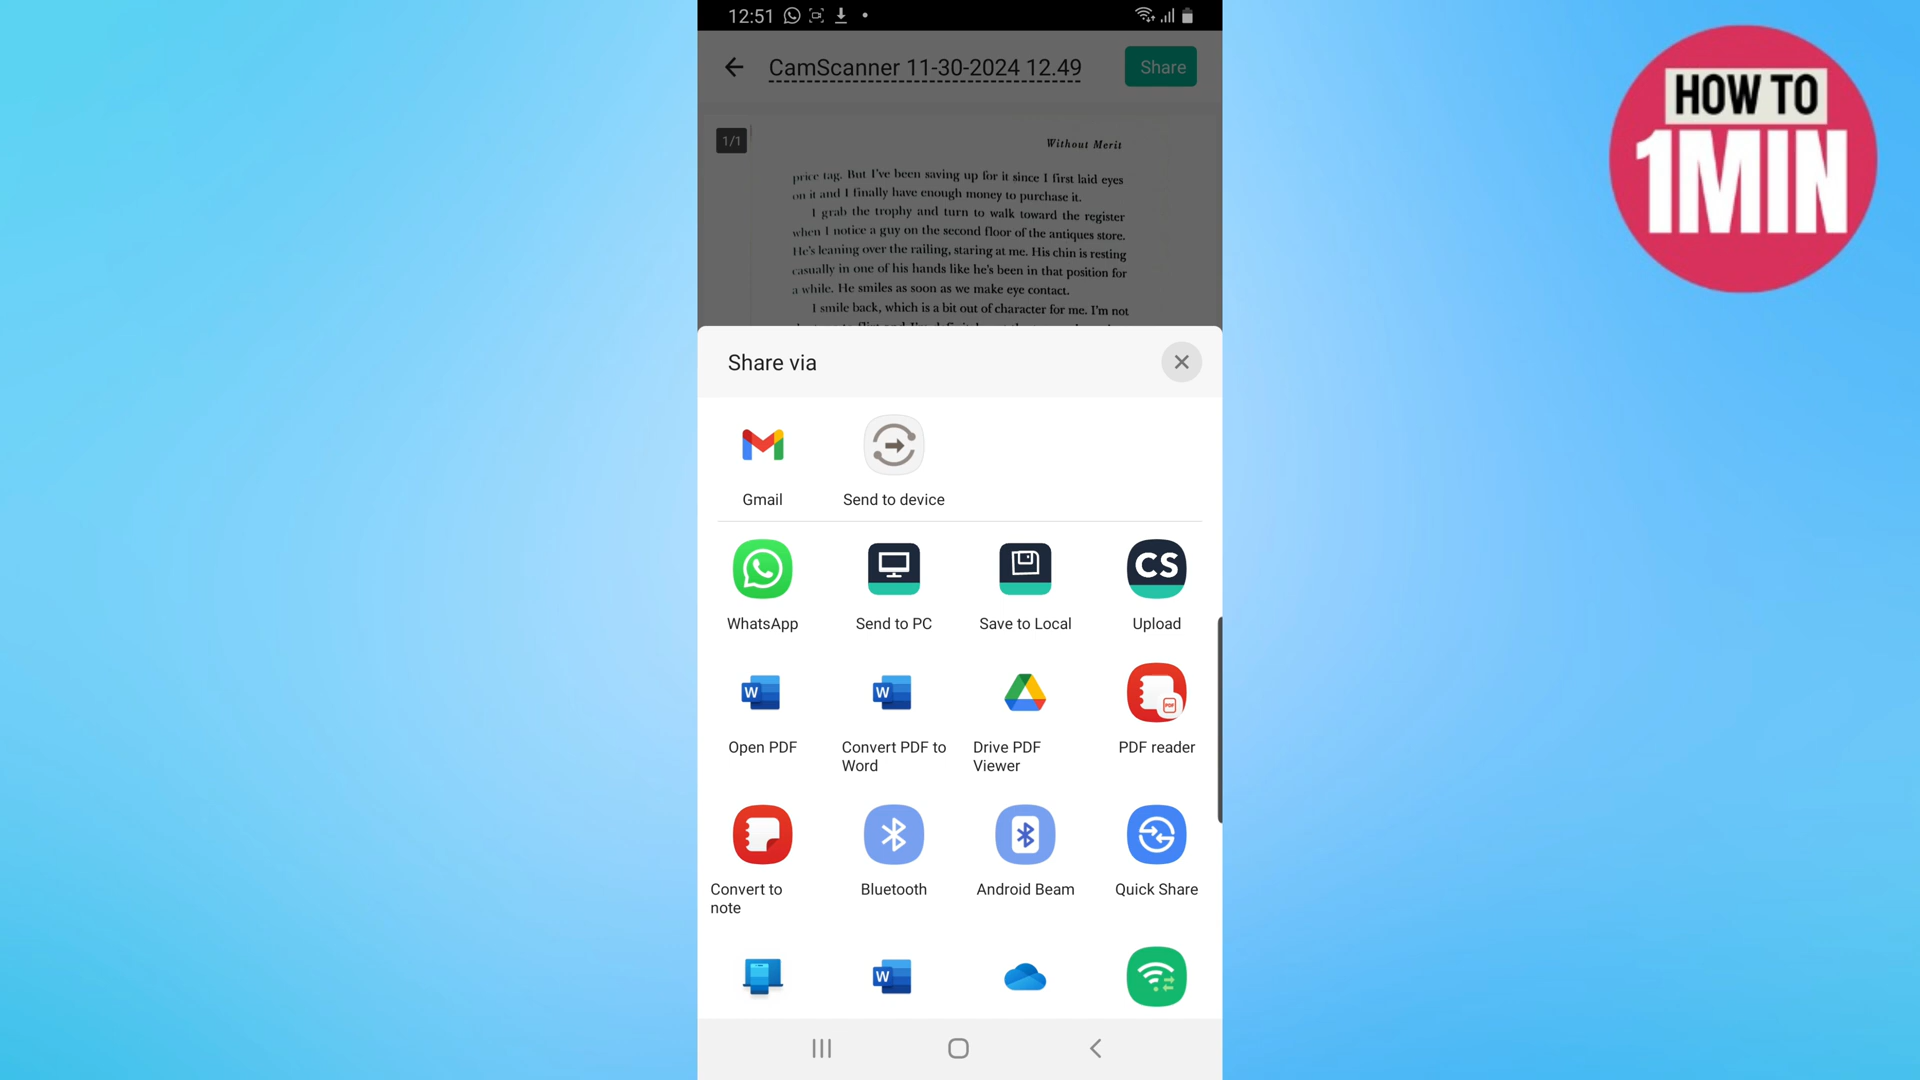 12:51
CamScanner 11-30-2024 12.49
Share
HOW TO
1MIN
1/1
Without Merit
price tag. But I've been saving up for it since I first laid eyes
on it and I finally have enough money to purchase it.
I grab the trophy and turn to walk toward the register
when I notice a guy on the second floor of the antiques store.
He's leaning over the railing, staring at me. His chin is resting
casually in one of his hands like he's been in that position for
a while. He smiles as soon as we make eye contact.
I smile back, which is a bit out of character for me. I'm not
Share via
Gmail
Send to device
CS
WhatsApp
Send to PC
Save to Local
Upload
W
W
PDF
Open PDF
Convert PDF to
Word
Drive PDF
Viewer
PDF reader
Convert to
note
Bluetooth
Android Beam
Quick Share
W